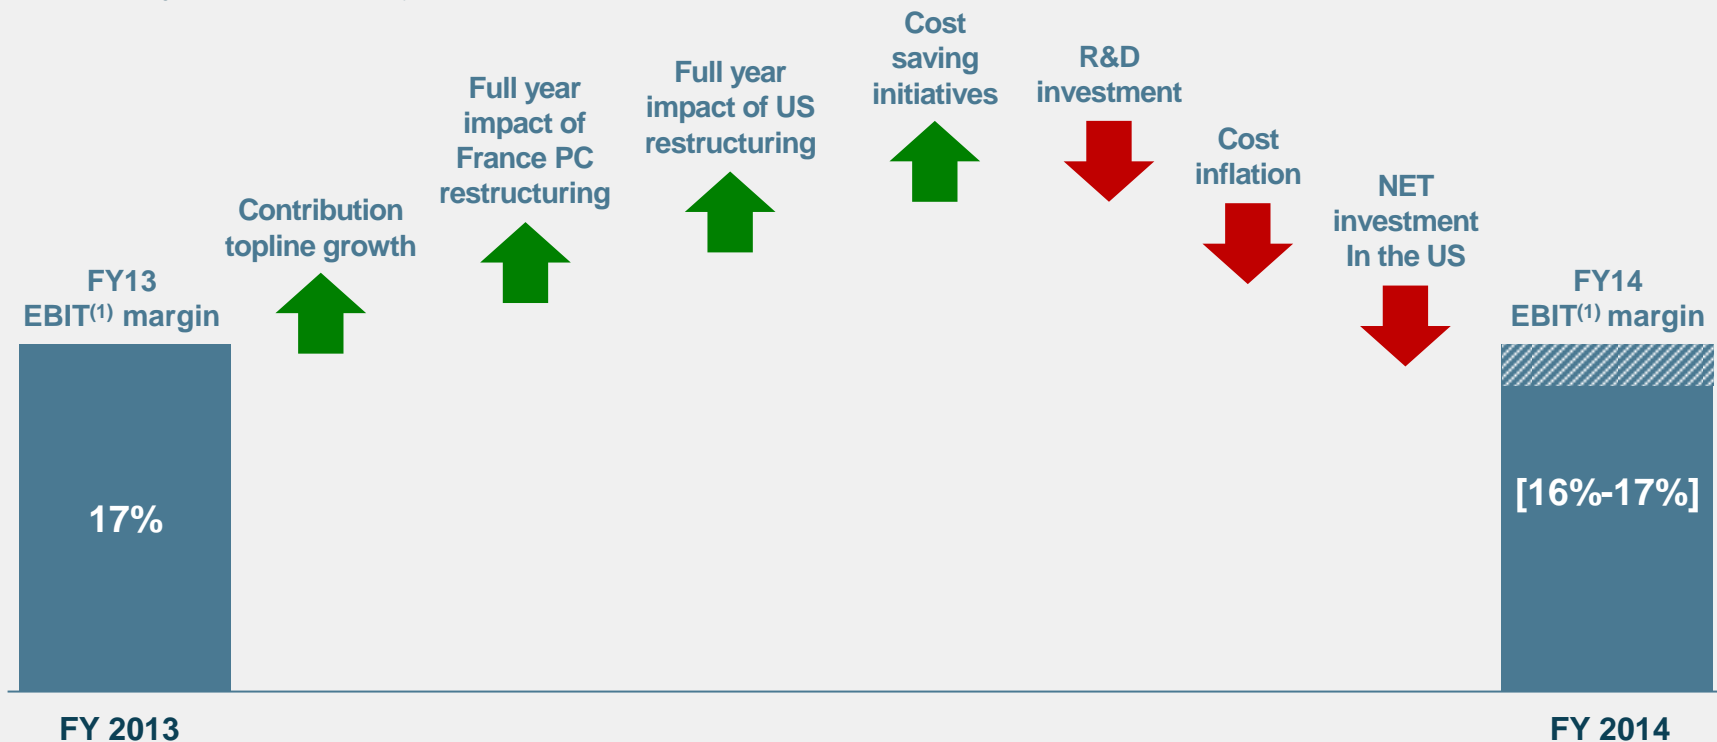 FY13
EBIT(1) margin
Contribution
topline growth
Full year
impact of
France PC
restructuring
Full year
impact of US
restructuring
Cost
saving
initiatives
R&D
investment
Cost
inflation
NET
investment
In the US
FY14
EBIT(1) margin
17%
[16%-17%]
FY 2013
FY 2014